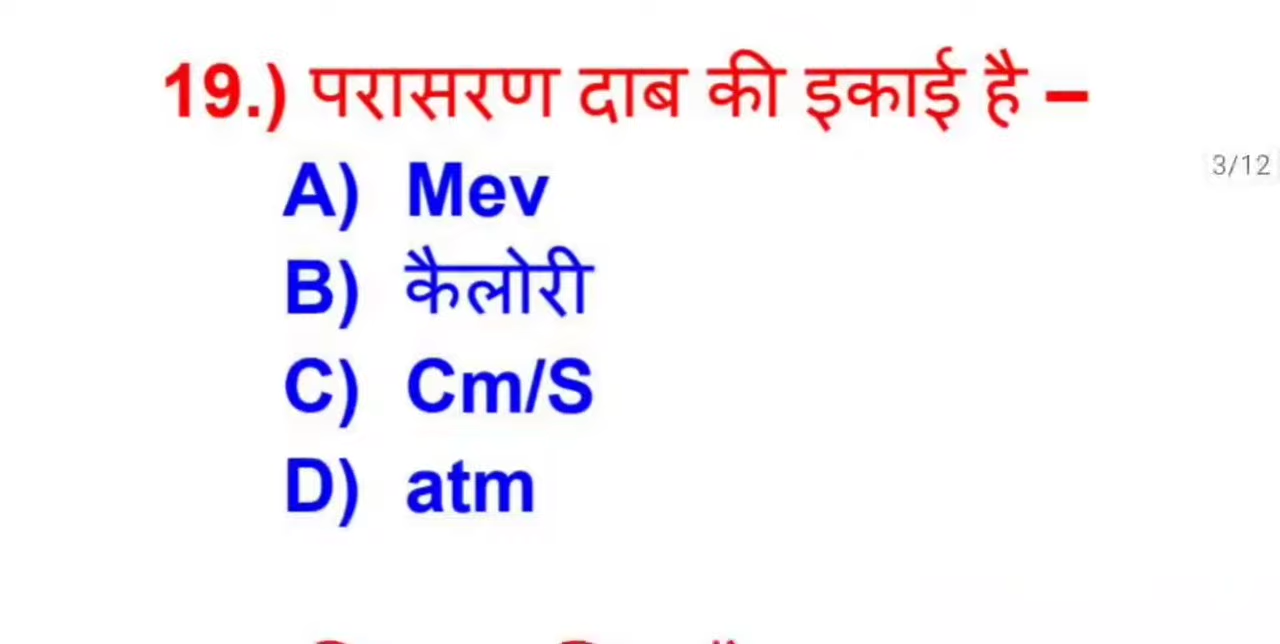 19.) परासरण दाब की इकाई है –
A) Mev
3/12
B) कैलोरी
C) Cm/S
D) atm